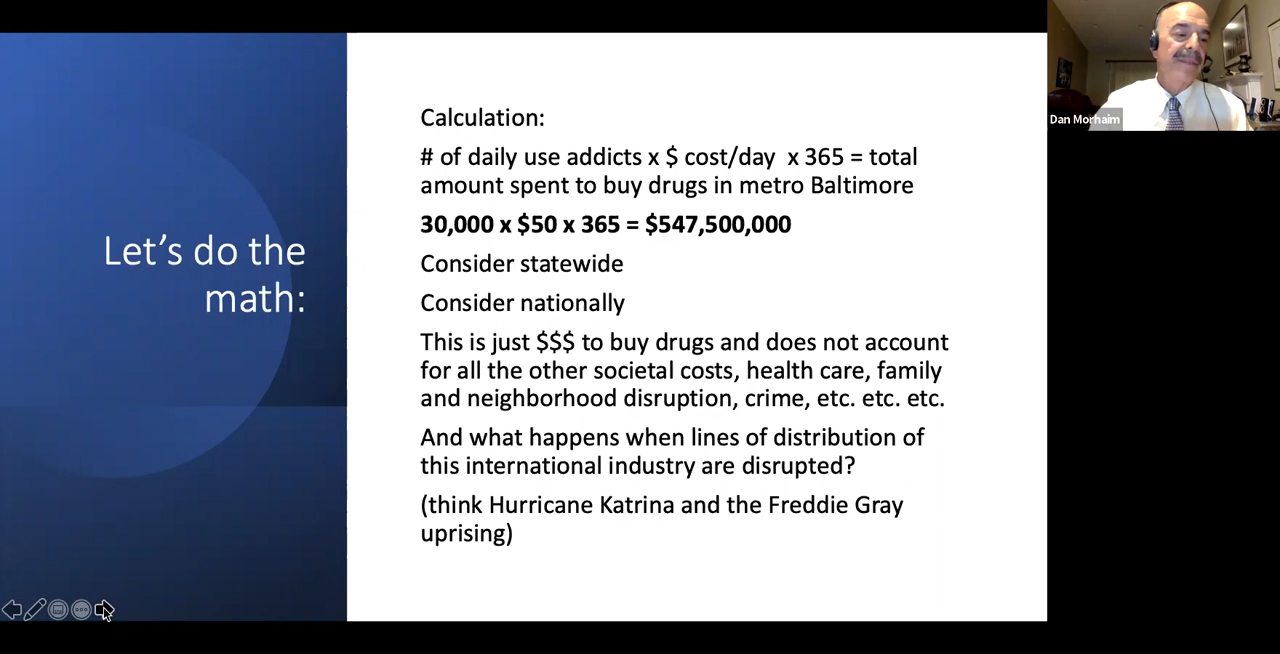 Let’s do the
math:
Calculation:
# of daily use addicts x $ cost/day  x 365 = total
amount spent to buy drugs in metro Baltimore
30,000 x $50 x 365 = $547,500,000
Consider statewide
Consider nationally
This is just $$$ to buy drugs and does not account
for all the other societal costs, health care, family
and neighborhood disruption, crime, etc. etc. etc.
And what happens when lines of distribution of
this international industry are disrupted?
(think Hurricane Katrina and the Freddie Gray
uprising)
Dan Morhaim